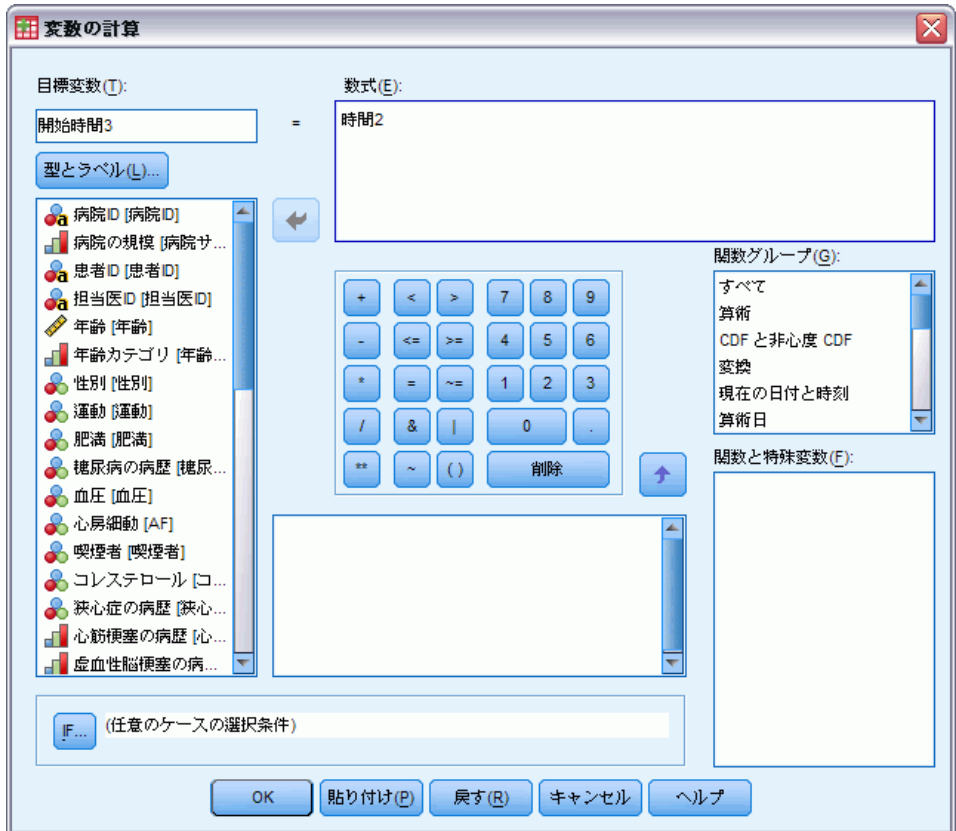 変数の計算
目標変数(T):
開始時間3
=
数式(E):
時間2
型とラベル(L)...
病院ID [病院ID]
病院の規模 [病院サ...
患者ID [患者ID]
担当医ID [担当医ID]
年齢 [年齢]
年齢カテゴリ [年齢...
性別 [性別]
運動 [運動]
肥満 [肥満]
糖尿病の病歴 [糖尿...
血圧 [血圧]
心房細動 [AF]
喫煙者 [喫煙者]
コレステロール [コ...
狭心症の病歴 [狭心...
心筋梗塞の病歴 [心...
虚血性脳梗塞の病...
+ < > 7 8 9
- <= >= 4 5 6
* = ~= 1 2 3
/ & | 0 .
** ~ ( ) 削除
関数グループ(G):
すべて
算術
CDF と非心度 CDF
変換
現在の日付と時刻
算術日
関数と特殊変数(F):
IF...
(任意のケースの選択条件)
OK
貼り付け(P)
戻す(R)
キャンセル
ヘルプ